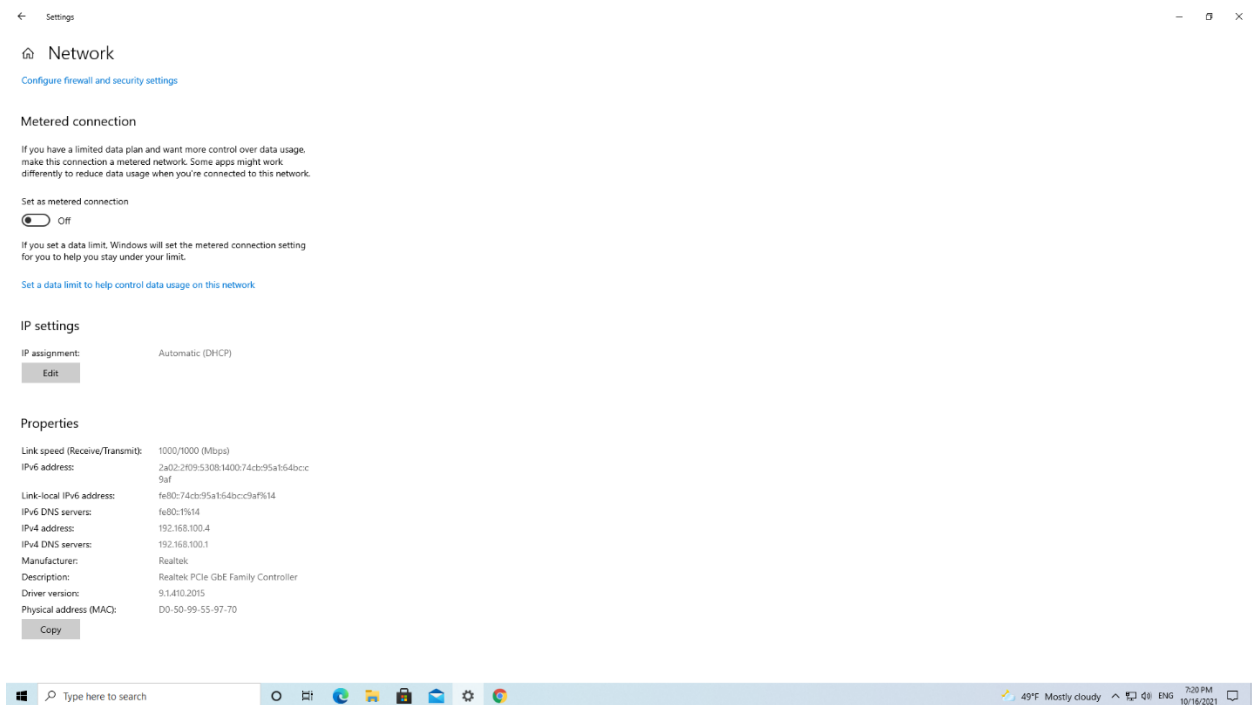 Settings
Network
Configure firewall and security settings
Metered connection
If you have a limited data plan and want more control over data usage,
make this connection a metered network. Some apps might work
differently to reduce data usage when you're connected to this network.
Set as metered connection
Off
If you set a data limit, Windows will set the metered connection setting
for you to help you stay under your limit.
Set a data limit to help control data usage on this network
IP settings
IP assignment: Automatic (DHCP)
Edit
Properties
Link speed (Receive/Transmit): 1000/1000 (Mbps)
IPv6 address: 2a02:2f09:5308:1400:74cb:95a1:64bc:c
9af
Link-local IPv6 address: fe80::74cb:95a1:64bc:c9af%14
IPv6 DNS servers: fe80::1%14
IPv4 address: 192.168.100.4
IPv4 DNS servers: 192.168.100.1
Manufacturer: Realtek
Description: Realtek PCIe GbE Family Controller
Driver version: 9.1.410.2015
Physical address (MAC): D0-50-99-55-97-70
Copy
Type here to search
49°F Mostly cloudy
ENG
7:20 PM
10/16/2021